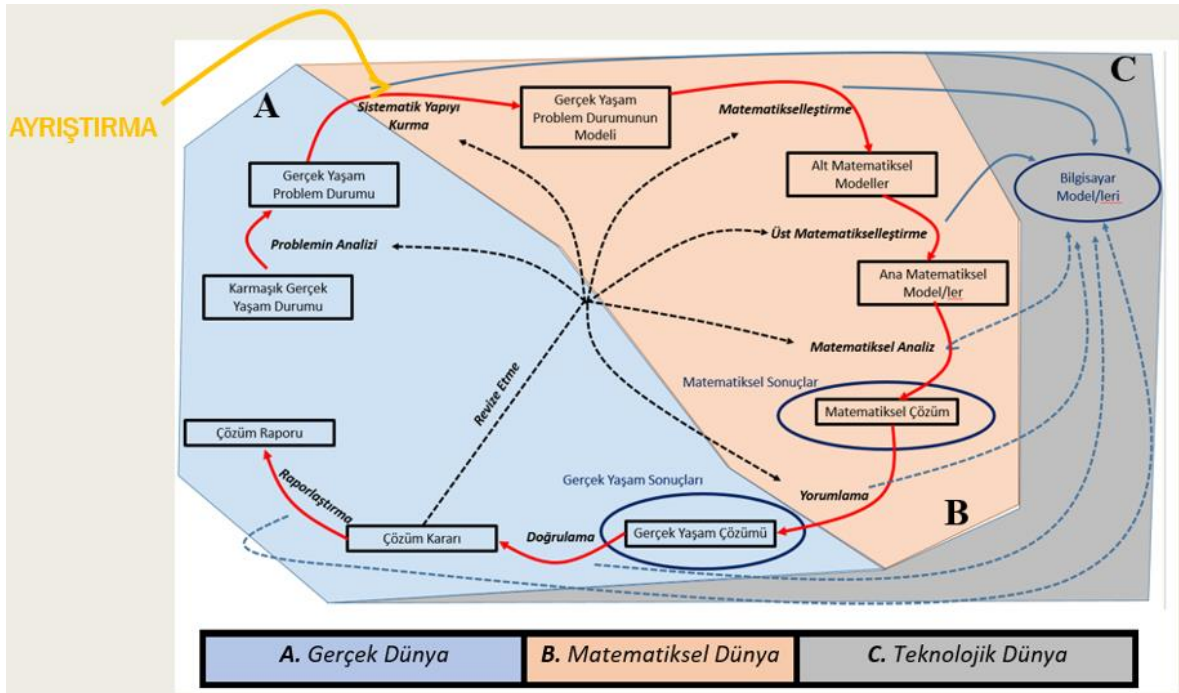 AYRIŞTIRMA
A
C
Sistematik Yapıyı
Kurma
Gerçek Yaşam
Problem Durumunun
Modeli
Matematikselleştirme
Gerçek Yaşam
Problem Durumu
Alt Matematiksel
Modeller
Bilgisayar
Model/leri
Problemin Analizi
Üst Matematikselleştirme
Karmaşık Gerçek
Yaşam Durumu
Ana Matematiksel
Model/ler
Matematiksel Analiz
Revize Etme
Matematiksel Sonuçlar
Matematiksel Çözüm
Çözüm Raporu
Raporlaştırma
Gerçek Yaşam Sonuçları
Yorumlama
B
Çözüm Kararı
Doğrulama
Gerçek Yaşam Çözümü
A. Gerçek Dünya
B. Matematiksel Dünya
C. Teknolojik Dünya